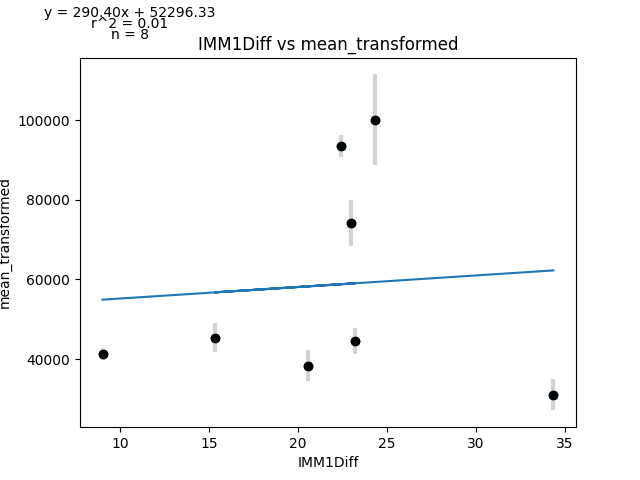 y = 290.40x + 52296.33
r^2 = 0.01
n = 8
IMM1Diff vs mean_transformed
100000
80000
60000
40000
mean_transformed
10
15
20
25
30
35
IMM1Diff